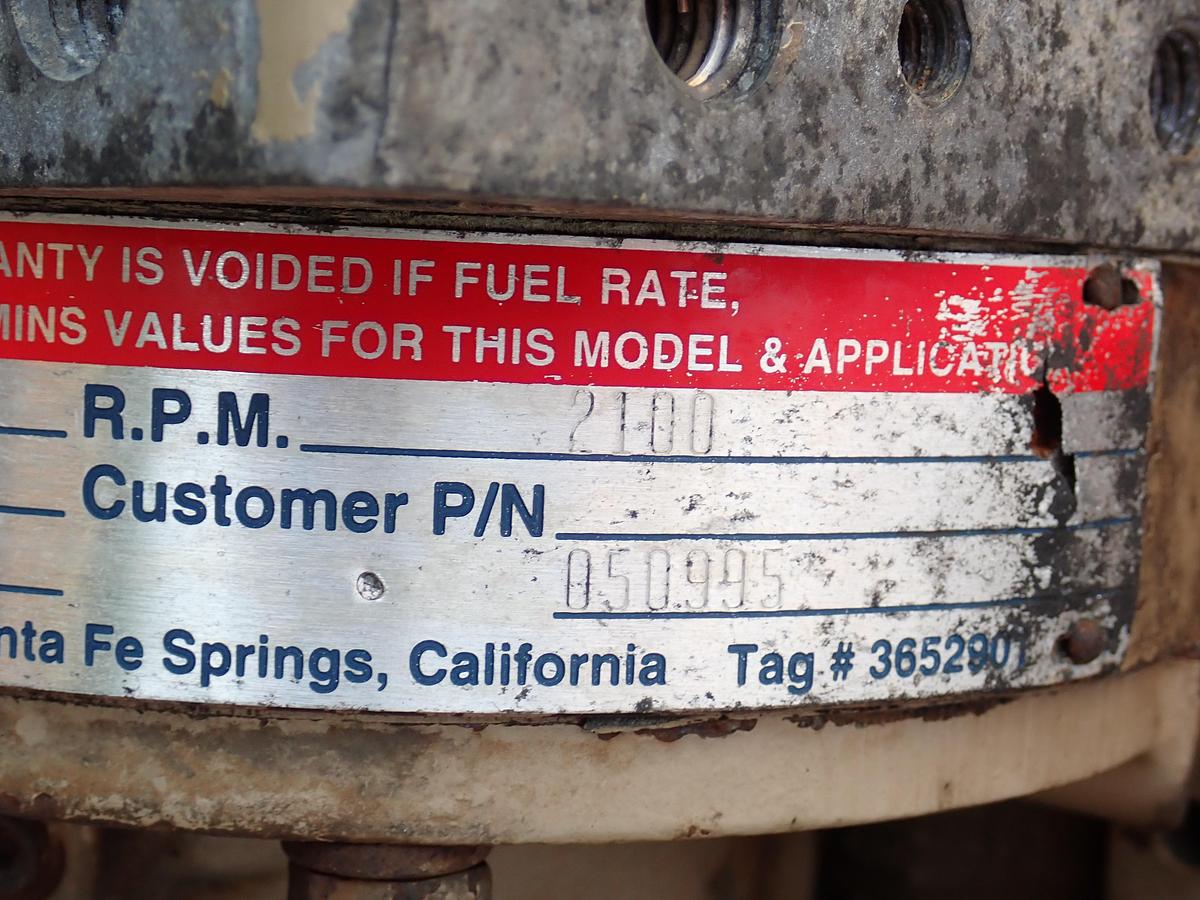 ANTY IS VOIDED IF FUEL RATE,
MINS VALUES FOR THIS MODEL & APPLICATIO
R.P.M. 2100
Customer P/N
050995
nta Fe Springs, California Tag # 3652901